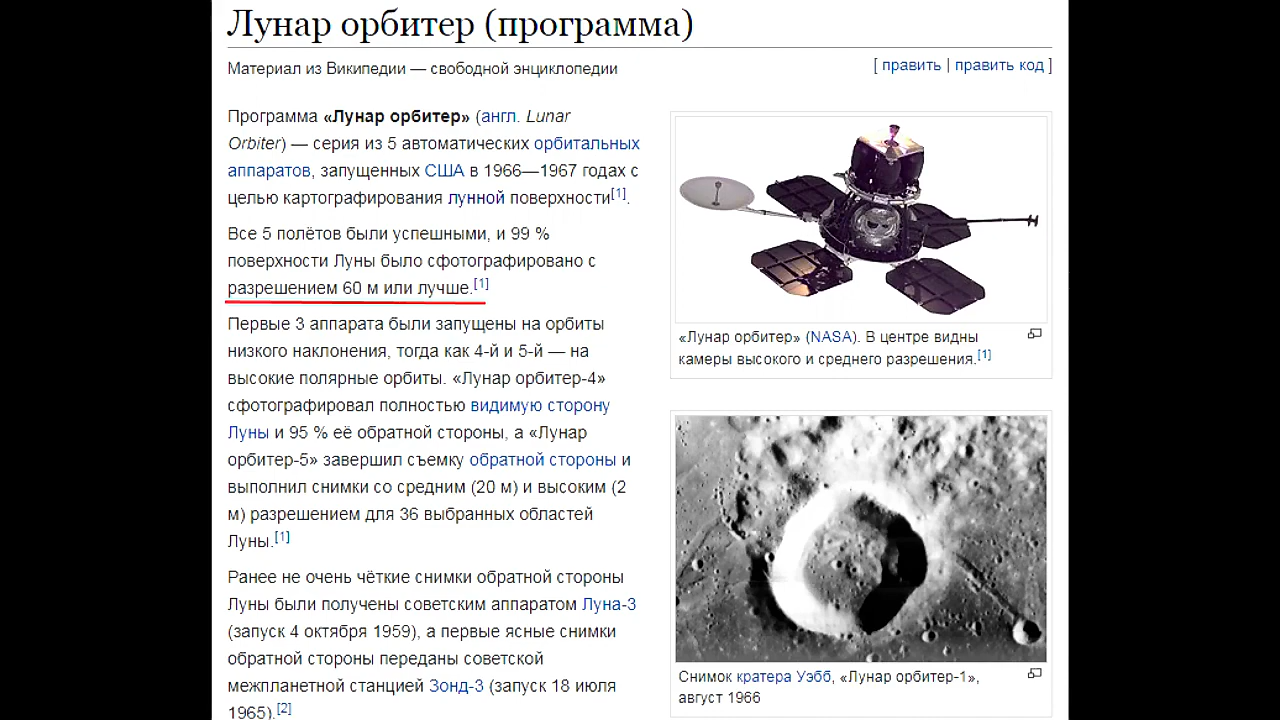 Лунар орбитер (программа)
Материал из Википедии — свободной энциклопедии
[ править | править код ]
Программа «Лунар орбитер» (англ. Lunar
Orbiter) — серия из 5 автоматических орбитальных
аппаратов, запущенных США в 1966—1967 годах с
целью картографирования лунной поверхности[1].
Все 5 полётов были успешными, и 99 %
поверхности Луны было сфотографировано с
разрешением 60 м или лучше.[1]
Первые 3 аппарата были запущены на орбиты
низкого наклонения, тогда как 4-й и 5-й — на
высокие полярные орбиты. «Лунар орбитер-4»
сфотографировал полностью видимую сторону
Луны и 95 % её обратной стороны, а «Лунар
орбитер-5» завершил съемку обратной стороны и
выполнил снимки со средним (20 м) и высоким (2
м) разрешением для 36 выбранных областей
Луны.[1]
Ранее не очень чёткие снимки обратной стороны
Луны были получены советским аппаратом Луна-3
(запуск 4 октября 1959), а первые ясные снимки
обратной стороны переданы советской
межпланетной станцией Зонд-3 (запуск 18 июля
1965).[2]
«Лунар орбитер» (NASA). В центре видны
камеры высокого и среднего разрешения.[1]
Снимок кратера Уэбб, «Лунар орбитер-1»,
август 1966